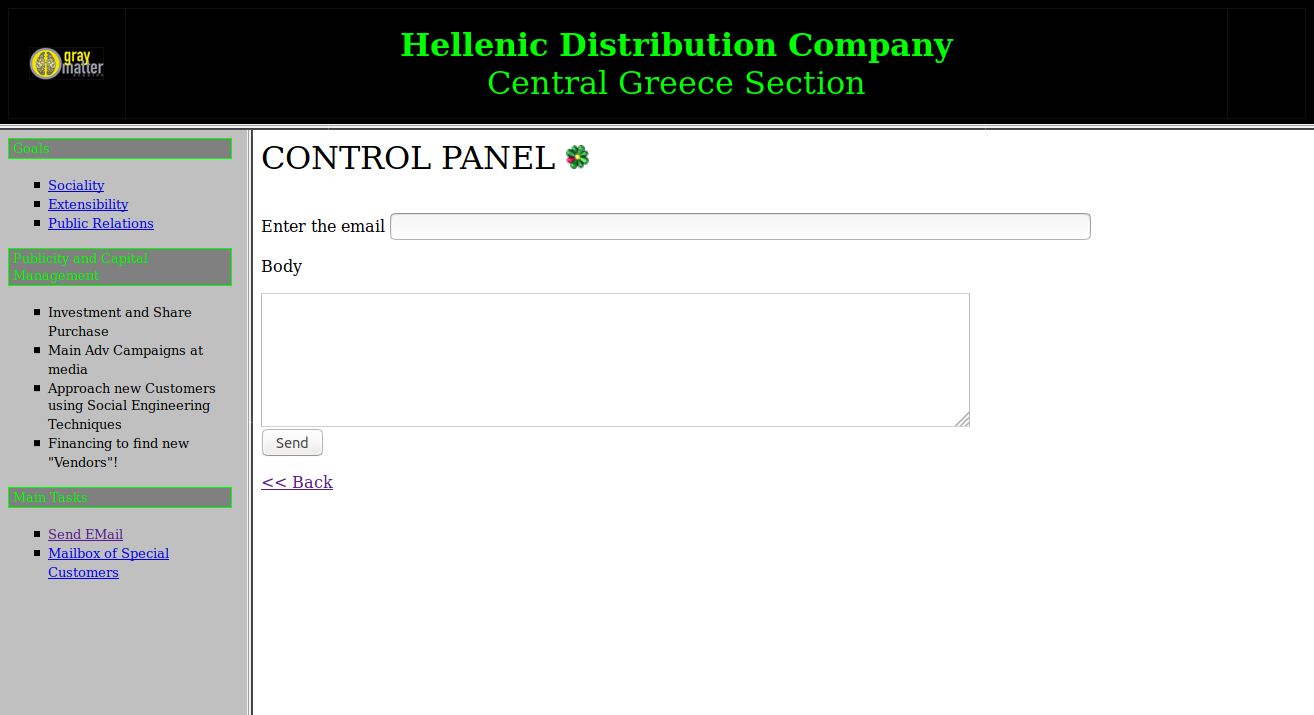 gray
matter
Hellenic Distribution Company
Central Greece Section
Goals
Sociality
Extensibility
Public Relations
Publicity and Capital
Management
Investment and Share
Purchase
Main Adv Campaigns at
media
Approach new Customers
using Social Engineering
Techniques
Financing to find new
"Vendors"!
Main Tasks
Send EMail
Mailbox of Special
Customers
CONTROL PANEL
Enter the email
Body
Send
<< Back